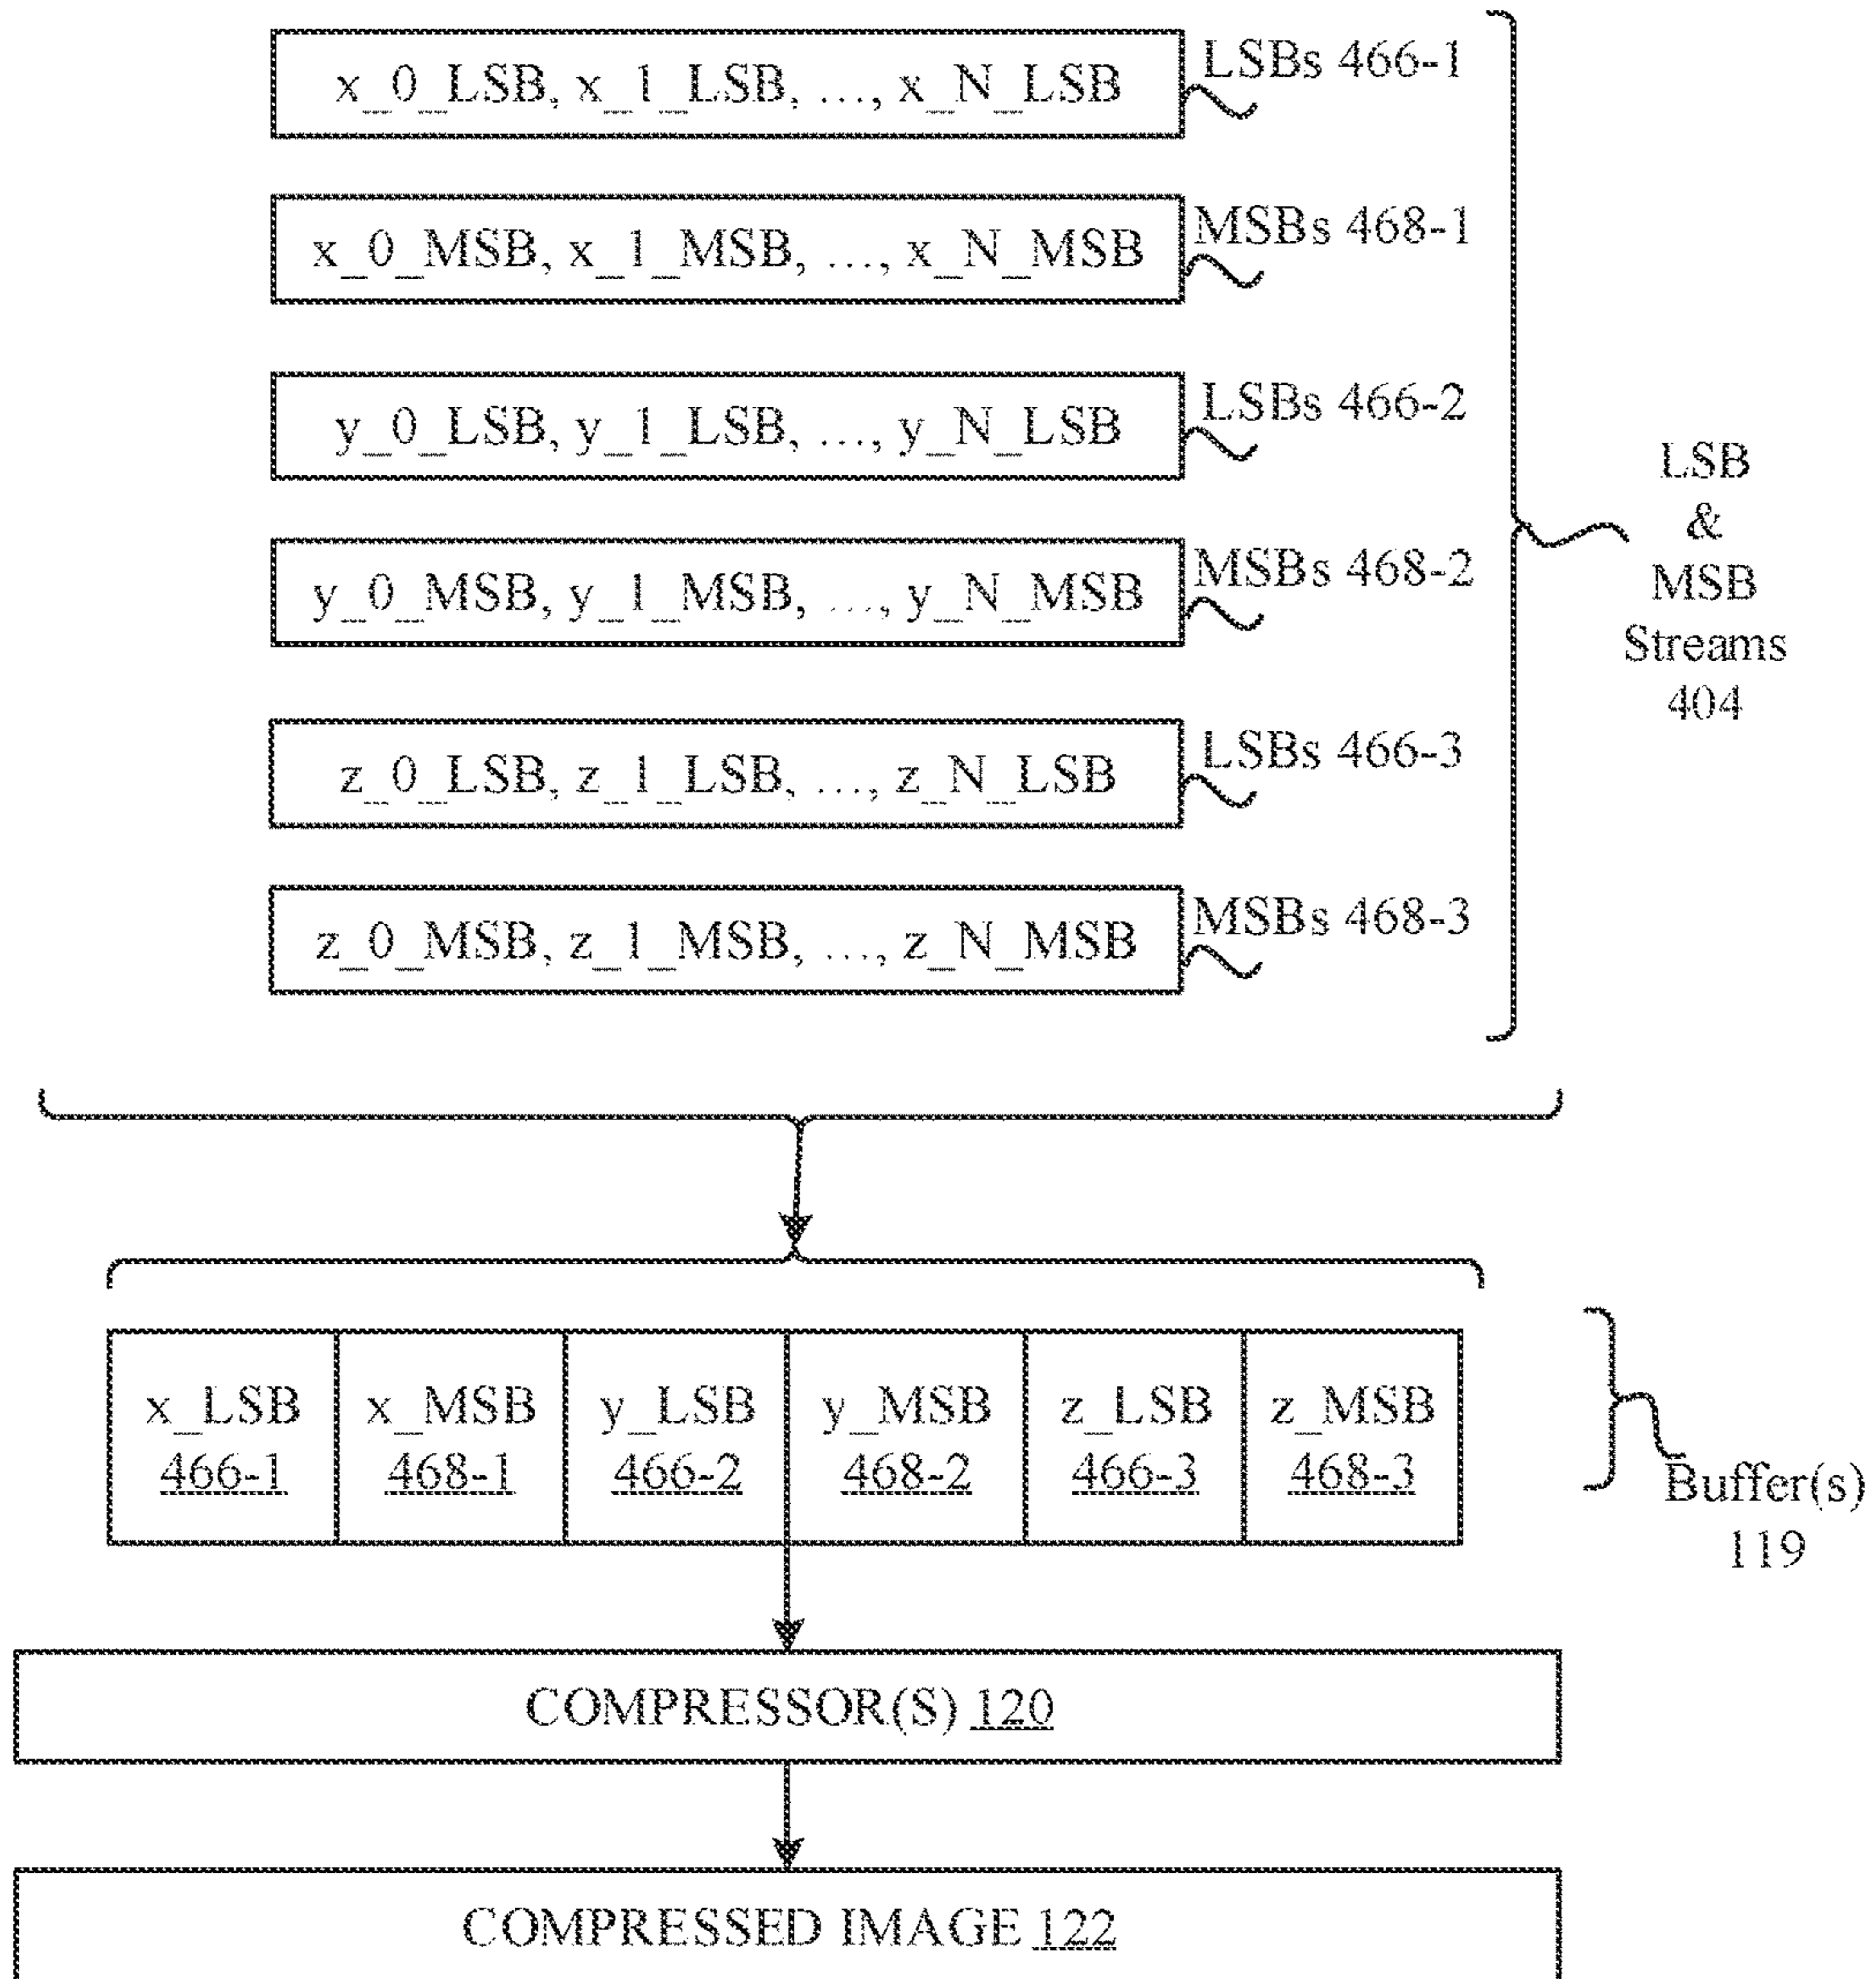 x_0_LSB, x_1_LSB, ..., x_N_LSB
LSBs 466-1
x_0_MSB, x_1_MSB, ..., x_N_MSB
MSBs 468-1
y_0_LSB, y_1_LSB, ..., y_N_LSB
LSBs 466-2
y_0_MSB, y_1_MSB, ..., y_N_MSB
MSBs 468-2
z_0_LSB, z_1_LSB, ..., z_N_LSB
LSBs 466-3
z_0_MSB, z_1_MSB, ..., z_N_MSB
MSBs 468-3
LSB
&
MSB
Streams
404
x_LSB
466-1
x_MSB
468-1
y_LSB
466-2
y_MSB
468-2
z_LSB
466-3
z_MSB
468-3
Buffer(s)
119
COMPRESSOR(S) 120
COMPRESSED IMAGE 122